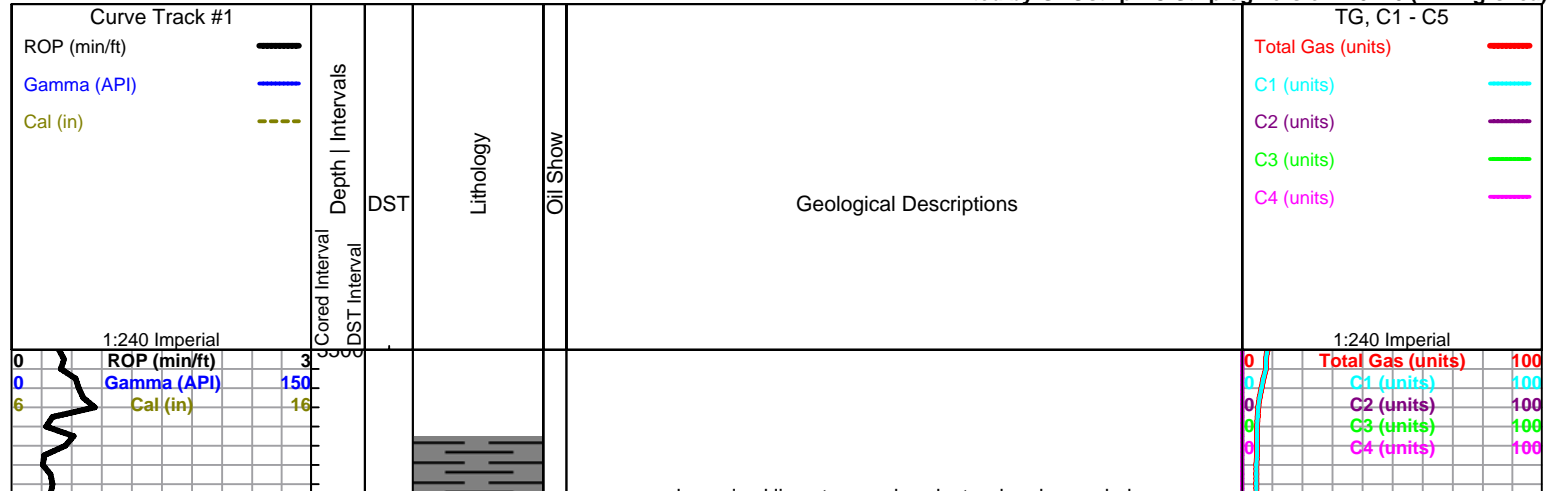 Curve Track #1
ROP (min/ft)
Gamma (API)
Cal (in)
1:240 Imperial
Depth | Intervals
Cored Interval
DST Interval
DST
Lithology
Oil Show
Geological Descriptions
TG, C1 - C5
Total Gas (units)
C1 (units)
C2 (units)
C3 (units)
C4 (units)
1:240 Imperial
0 ROP (min/ft) 3
0 Gamma (API) 150
6 Cal (in) 16
3300
0 Total Gas (units) 100
0 C1 (units) 100
0 C2 (units) 100
0 C3 (units) 100
0 C4 (units) 100